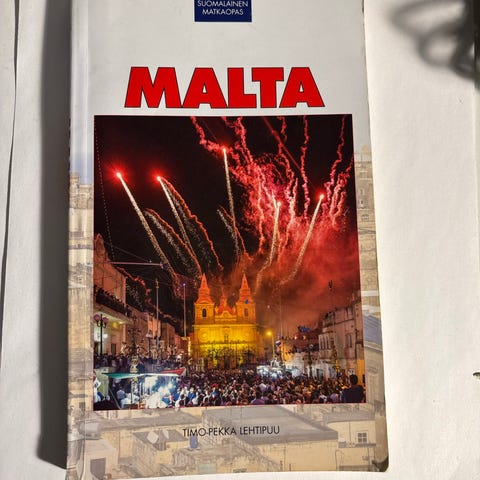 SUOMALAINEN
MATKAOPAS
MALTA
TIMO-PEKKA LEHTIPUU